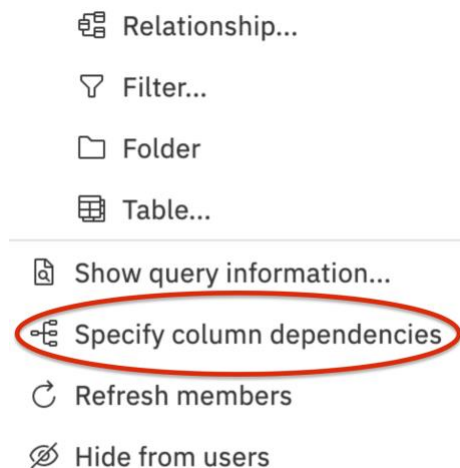 Relationship...
Filter...
Folder
Table...
Show query information...
Specify column dependencies
Refresh members
Hide from users